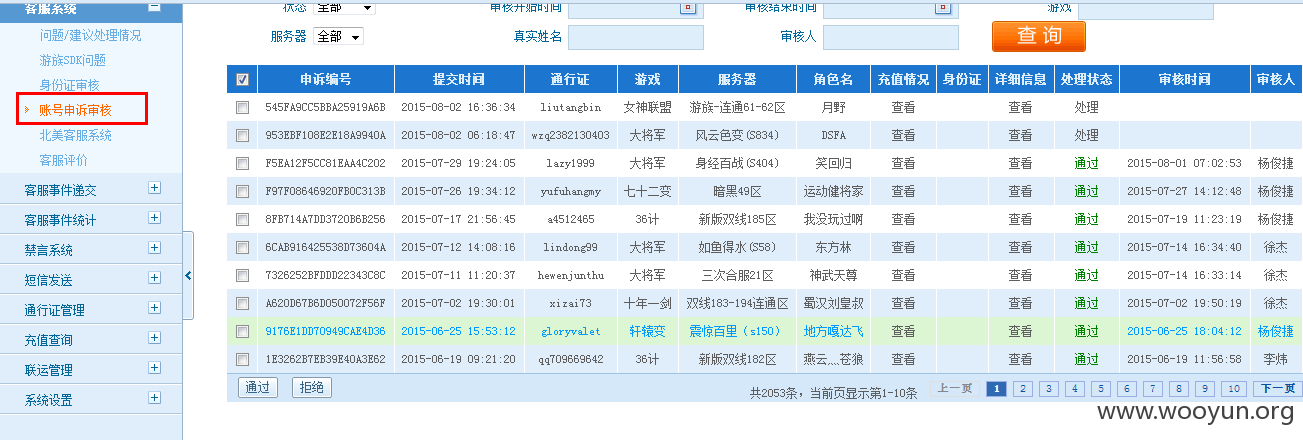 客服系统
状态 全部 审核开始时间 审核结束时间 游戏
服务器 全部 真实姓名 审核人 查 询
问题/建议处理情况
游族SDK问题
身份证审核
账号申诉审核
北美客服系统
客服评价
客服事件递交
客服事件统计
禁言系统
短信发送
通行证管理
充值查询
联运管理
系统设置
申诉编号 提交时间 通行证 游戏 服务器 角色名 充值情况 身份证 详细信息 处理状态 审核时间 审核人
545FA9CC5BBA25919A6B 2015-08-02 16:36:34 liutangbin 女神联盟 游族-连通61-62区 月野 查看 查看 处理
953EBF108E2E18A9940A 2015-08-02 06:18:47 wzq2382130403 大将军 风云色变(S834) DSFA 查看 查看 处理
F5EA12F5CC81EAA4C202 2015-07-29 19:24:05 lazy1999 大将军 身经百战(S404) 笑回归 查看 查看 通过 2015-08-01 07:02:53 杨俊捷
F97F08646920FB0C313B 2015-07-26 19:34:12 yufuhangmy 七十二变 暗黑49区 运动健将家 查看 查看 通过 2015-07-27 14:12:48 杨俊捷
8FB714A7DD3720B6B256 2015-07-17 21:56:45 a4512465 36计 新版双线185区 我没玩过啊 查看 查看 通过 2015-07-19 11:23:19 杨俊捷
6CAB916425538D73604A 2015-07-12 14:08:16 lindong99 大将军 如鱼得水(S58) 东方林 查看 查看 通过 2015-07-14 16:34:40 徐杰
7326252BFDDD22343C8C 2015-07-11 11:20:37 hewenjunthu 大将军 三次合服21区 神武天尊 查看 查看 通过 2015-07-14 16:33:14 徐杰
A620D67B6D050072F56F 2015-07-02 19:30:01 xizai73 十年一剑 双线183-194连通区 蜀汉刘皇叔 查看 查看 通过 2015-07-02 19:50:19 徐杰
9176E1DD70949CAE4D36 2015-06-25 15:53:12 gloryvalet 轩辕变 震惊百里（s150） 地方嘎达飞 查看 查看 通过 2015-06-25 18:04:12 杨俊捷
1E3262B7EB39E40A3E62 2015-06-19 09:21:20 qq709669642 36计 新版双线182区 燕云灬苍狼 查看 查看 通过 2015-06-19 11:56:58 李炜
通过 拒绝 共2053条，当前页显示第1-10条 上一页 1 2 3 4 5 6 7 8 9 10 下一页
www.wooyun.org